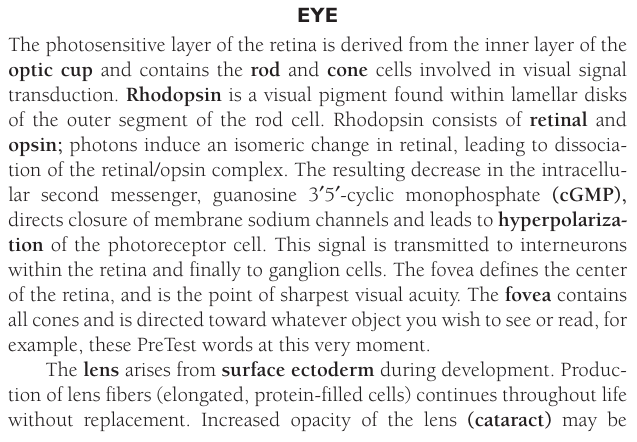 EYE
The photosensitive layer of the retina is derived from the inner layer of the
optic cup and contains the rod and cone cells involved in visual signal
transduction. Rhodopsin is a visual pigment found within lamellar disks
of the outer segment of the rod cell. Rhodopsin consists of retinal and
opsin; photons induce an isomeric change in retinal, leading to dissocia-
tion of the retinal/opsin complex. The resulting decrease in the intracellu-
lar second messenger, guanosine 3′5′-cyclic monophosphate (cGMP),
directs closure of membrane sodium channels and leads to hyperpolariza-
tion of the photoreceptor cell. This signal is transmitted to interneurons
within the retina and finally to ganglion cells. The fovea defines the center
of the retina, and is the point of sharpest visual acuity. The fovea contains
all cones and is directed toward whatever object you wish to see or read, for
example, these PreTest words at this very moment.
The lens arises from surface ectoderm during development. Produc-
tion of lens fibers (elongated, protein-filled cells) continues throughout life
without replacement. Increased opacity of the lens (cataract) may be